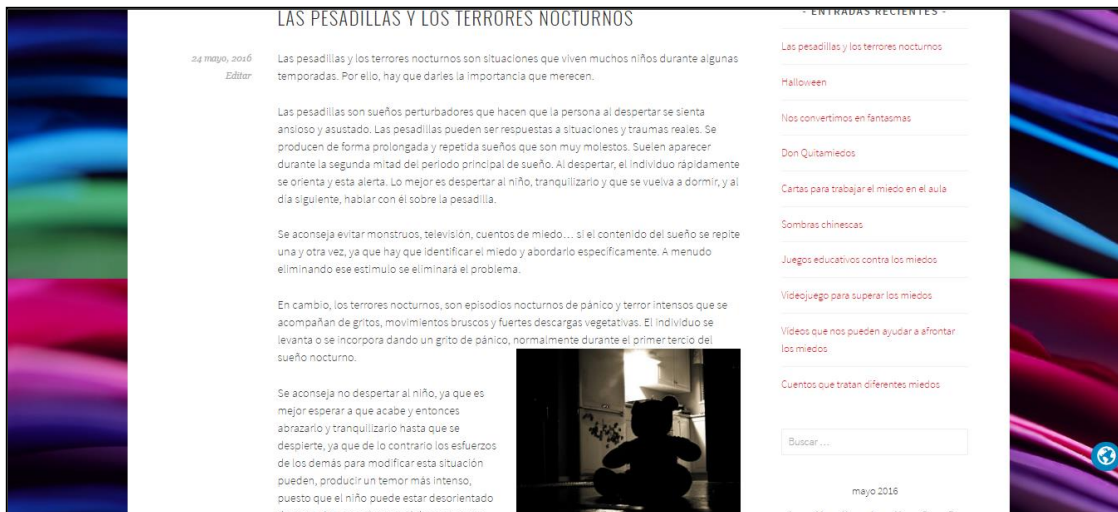 LAS PESADILLAS Y LOS TERRORES NOCTURNOS
24 mayo, 2016
Editar
Las pesadillas y los terrores nocturnos son situaciones que viven muchos niños durante algunas
temporadas. Por ello, hay que darles la importancia que merecen.
Las pesadillas son sueños perturbadores que hacen que la persona al despertar se sienta
ansioso y asustado. Las pesadillas pueden ser respuestas a situaciones y traumas reales. Se
producen de forma prolongada y repetida sueños que son muy molestos. Suelen aparecer
durante la segunda mitad del periodo principal de sueño. Al despertar, el individuo rápidamente
se orienta y esta alerta. Lo mejor es despertar al niño, tranquilizarlo y que se vuelva a dormir, y al
día siguiente, hablar con él sobre la pesadilla.
Se aconseja evitar monstruos, televisión, cuentos de miedo... si el contenido del sueño se repite
una y otra vez, ya que hay que identificar el miedo y abordarlo específicamente. A menudo
eliminando ese estímulo se eliminará el problema.
En cambio, los terrores nocturnos, son episodios nocturnos de pánico y terror intensos que se
acompañan de gritos, movimientos bruscos y fuertes descargas vegetativas. El individuo se
levanta o se incorpora dando un grito de pánico, normalmente durante el primer tercio del
sueño nocturno.
Se aconseja no despertar al niño, ya que es
mejor esperar a que acabe y entonces
abrazarlo y tranquilizarlo hasta que se
despierte, ya que de lo contrario los esfuerzos
de los demás para modificar esta situación
pueden, producir un temor más intenso,
puesto que el niño puede estar desorientado
- ENTRADAS RECIENTES -
Las pesadillas y los terrores nocturnos
Halloween
Nos convertimos en fantasmas
Don Quitamiedos
Cartas para trabajar el miedo en el aula
Sombras chinescas
Juegos educativos contra los miedos
Videojuego para superar los miedos
Vídeos que nos pueden ayudar a afrontar
los miedos
Cuentos que tratan diferentes miedos
Buscar ...
mayo 2016